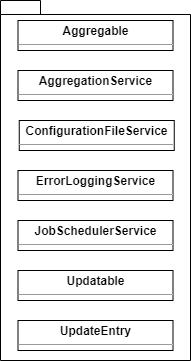 Aggregable
AggregationService
ConfigurationFileService
ErrorLoggingService
JobSchedulerService
Updatable
UpdateEntry